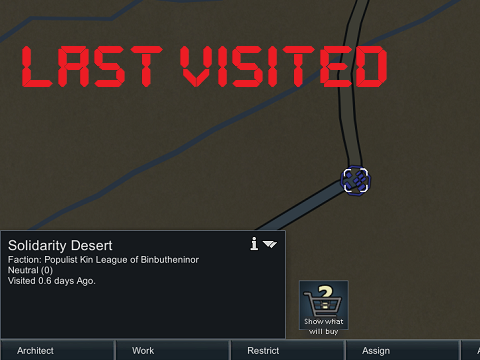 LAST VISITED
Solidarity Desert
Faction: Populist Kin League of Binbutheninor
Neutral (0)
Visited 0.6 days Ago.
?
Show what
will buy
Architect
Work
Restrict
Assign